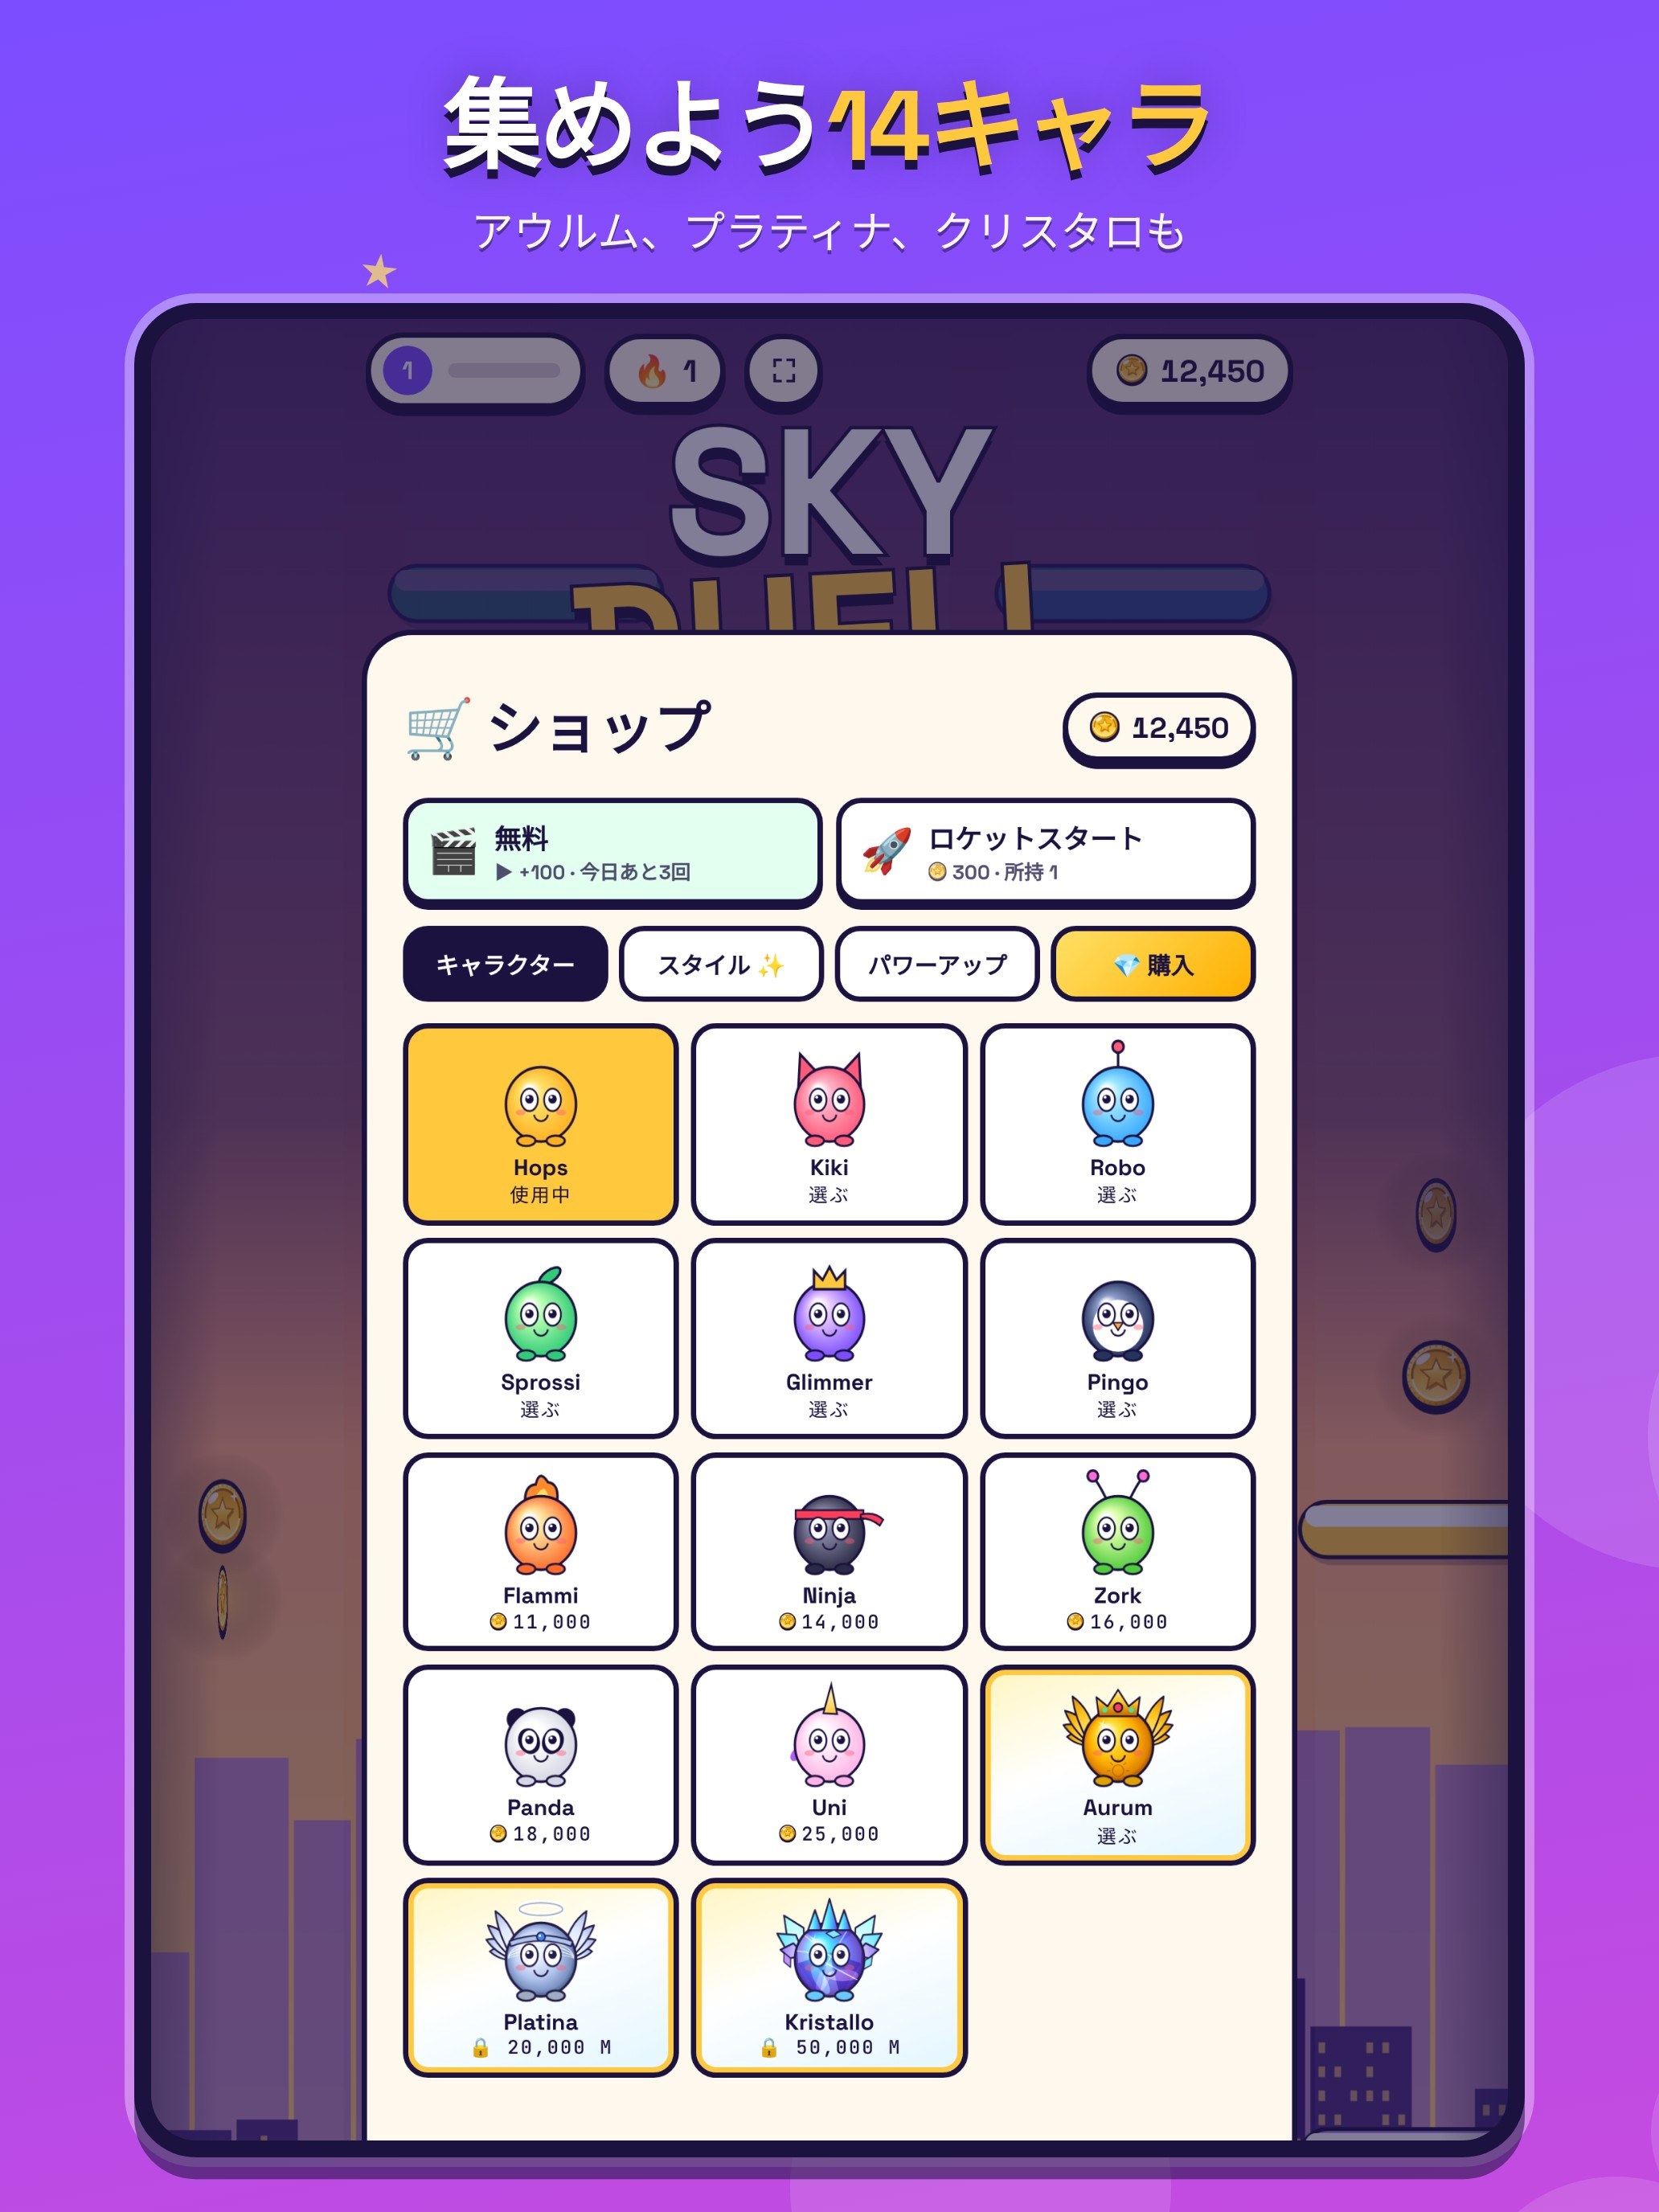 集めよう14キャラ
アウルム、プラティナ、クリスタロも
1
1
12,450
SKY
DUELL
ショップ
12,450
無料
▶ +100 · 今日あと3回
ロケットスタート
300 · 所持 1
キャラクター
スタイル ✨
パワーアップ
💎 購入
Hops
使用中
Kiki
選ぶ
Robo
選ぶ
Sprossi
選ぶ
Glimmer
選ぶ
Pingo
選ぶ
Flammi
11,000
Ninja
14,000
Zork
16,000
Panda
18,000
Uni
25,000
Aurum
選ぶ
Platina
🔒 20,000 M
Kristallo
🔒 50,000 M